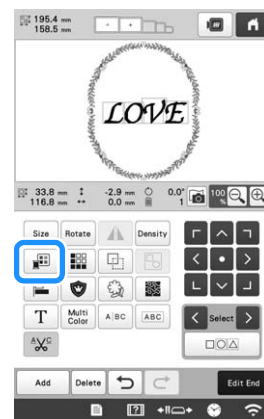 195.4 mm
158.5 mm
LOVE
33.8 mm -2.9 mm 0.0°
116.8 mm 0.0 mm 1
100 %
Size Rotate Density
T Multi Color A BC ABC
Select
Add Delete Edit End